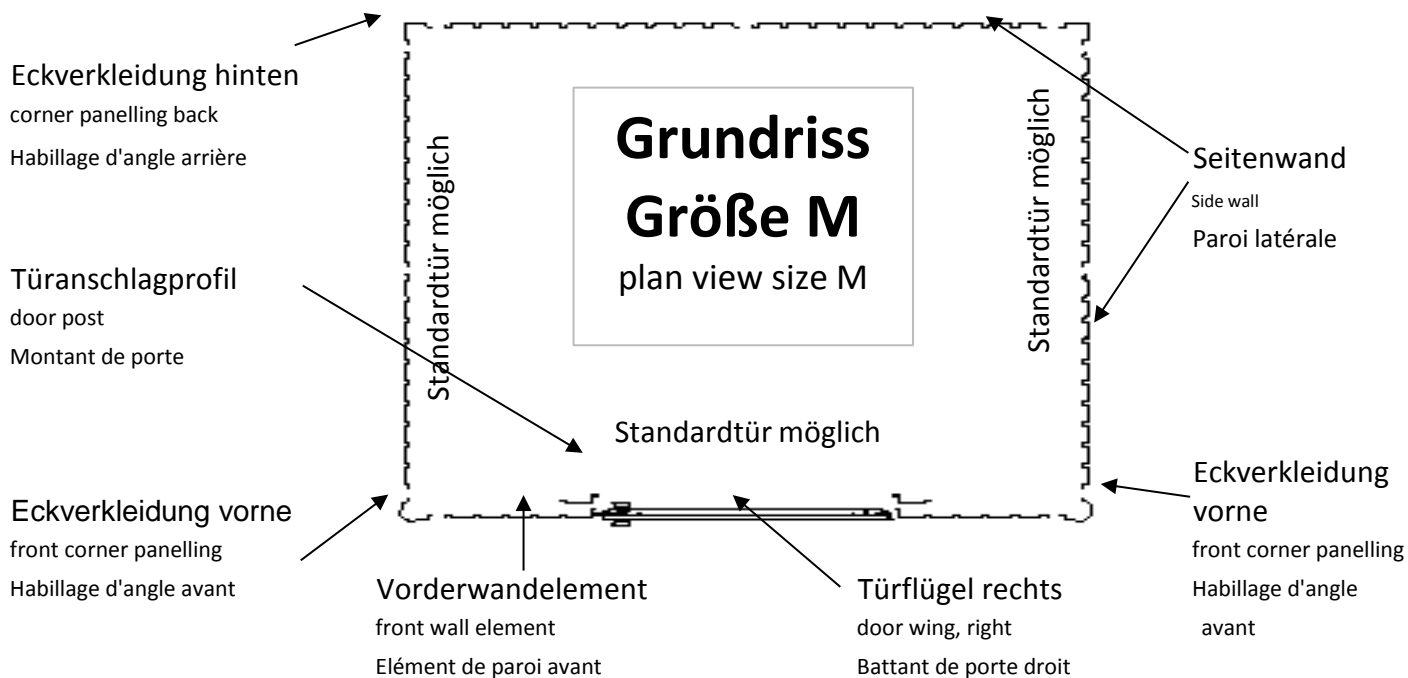 Eckverkleidung hinten
corner panelling back
Habillage d'angle arrière
Grundriss
Größe M
plan view size M
Standardtür möglich
Standardtür möglich
Seitenwand
Side wall
Paroi latérale
Türanschlagprofil
door post
Montant de porte
Standardtür möglich
Eckverkleidung vorne
front corner panelling
Habillage d'angle avant
Vorderwandelement
front wall element
Elément de paroi avant
Türflügel rechts
door wing, right
Battant de porte droit
Eckverkleidung
vorne
front corner panelling
Habillage d'angle
avant